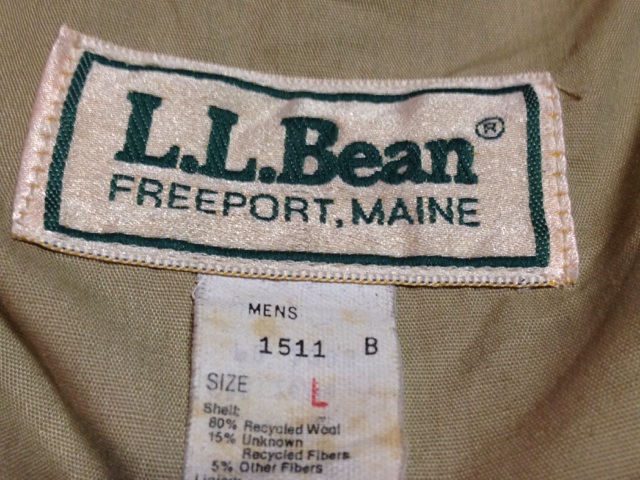 L.L.Bean®
FREEPORT, MAINE
MENS
1511 B
SIZE L
Shell:
80% Recycled Wool
15% Unknown
Recycled Fibers
5% Other Fibers